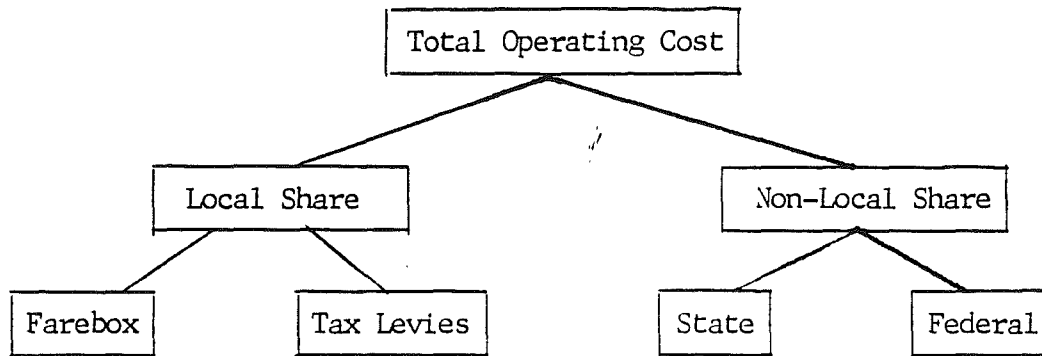 Total Operating Cost
Local Share
Non-Local Share
Farebox
Tax Levies
State
Federal